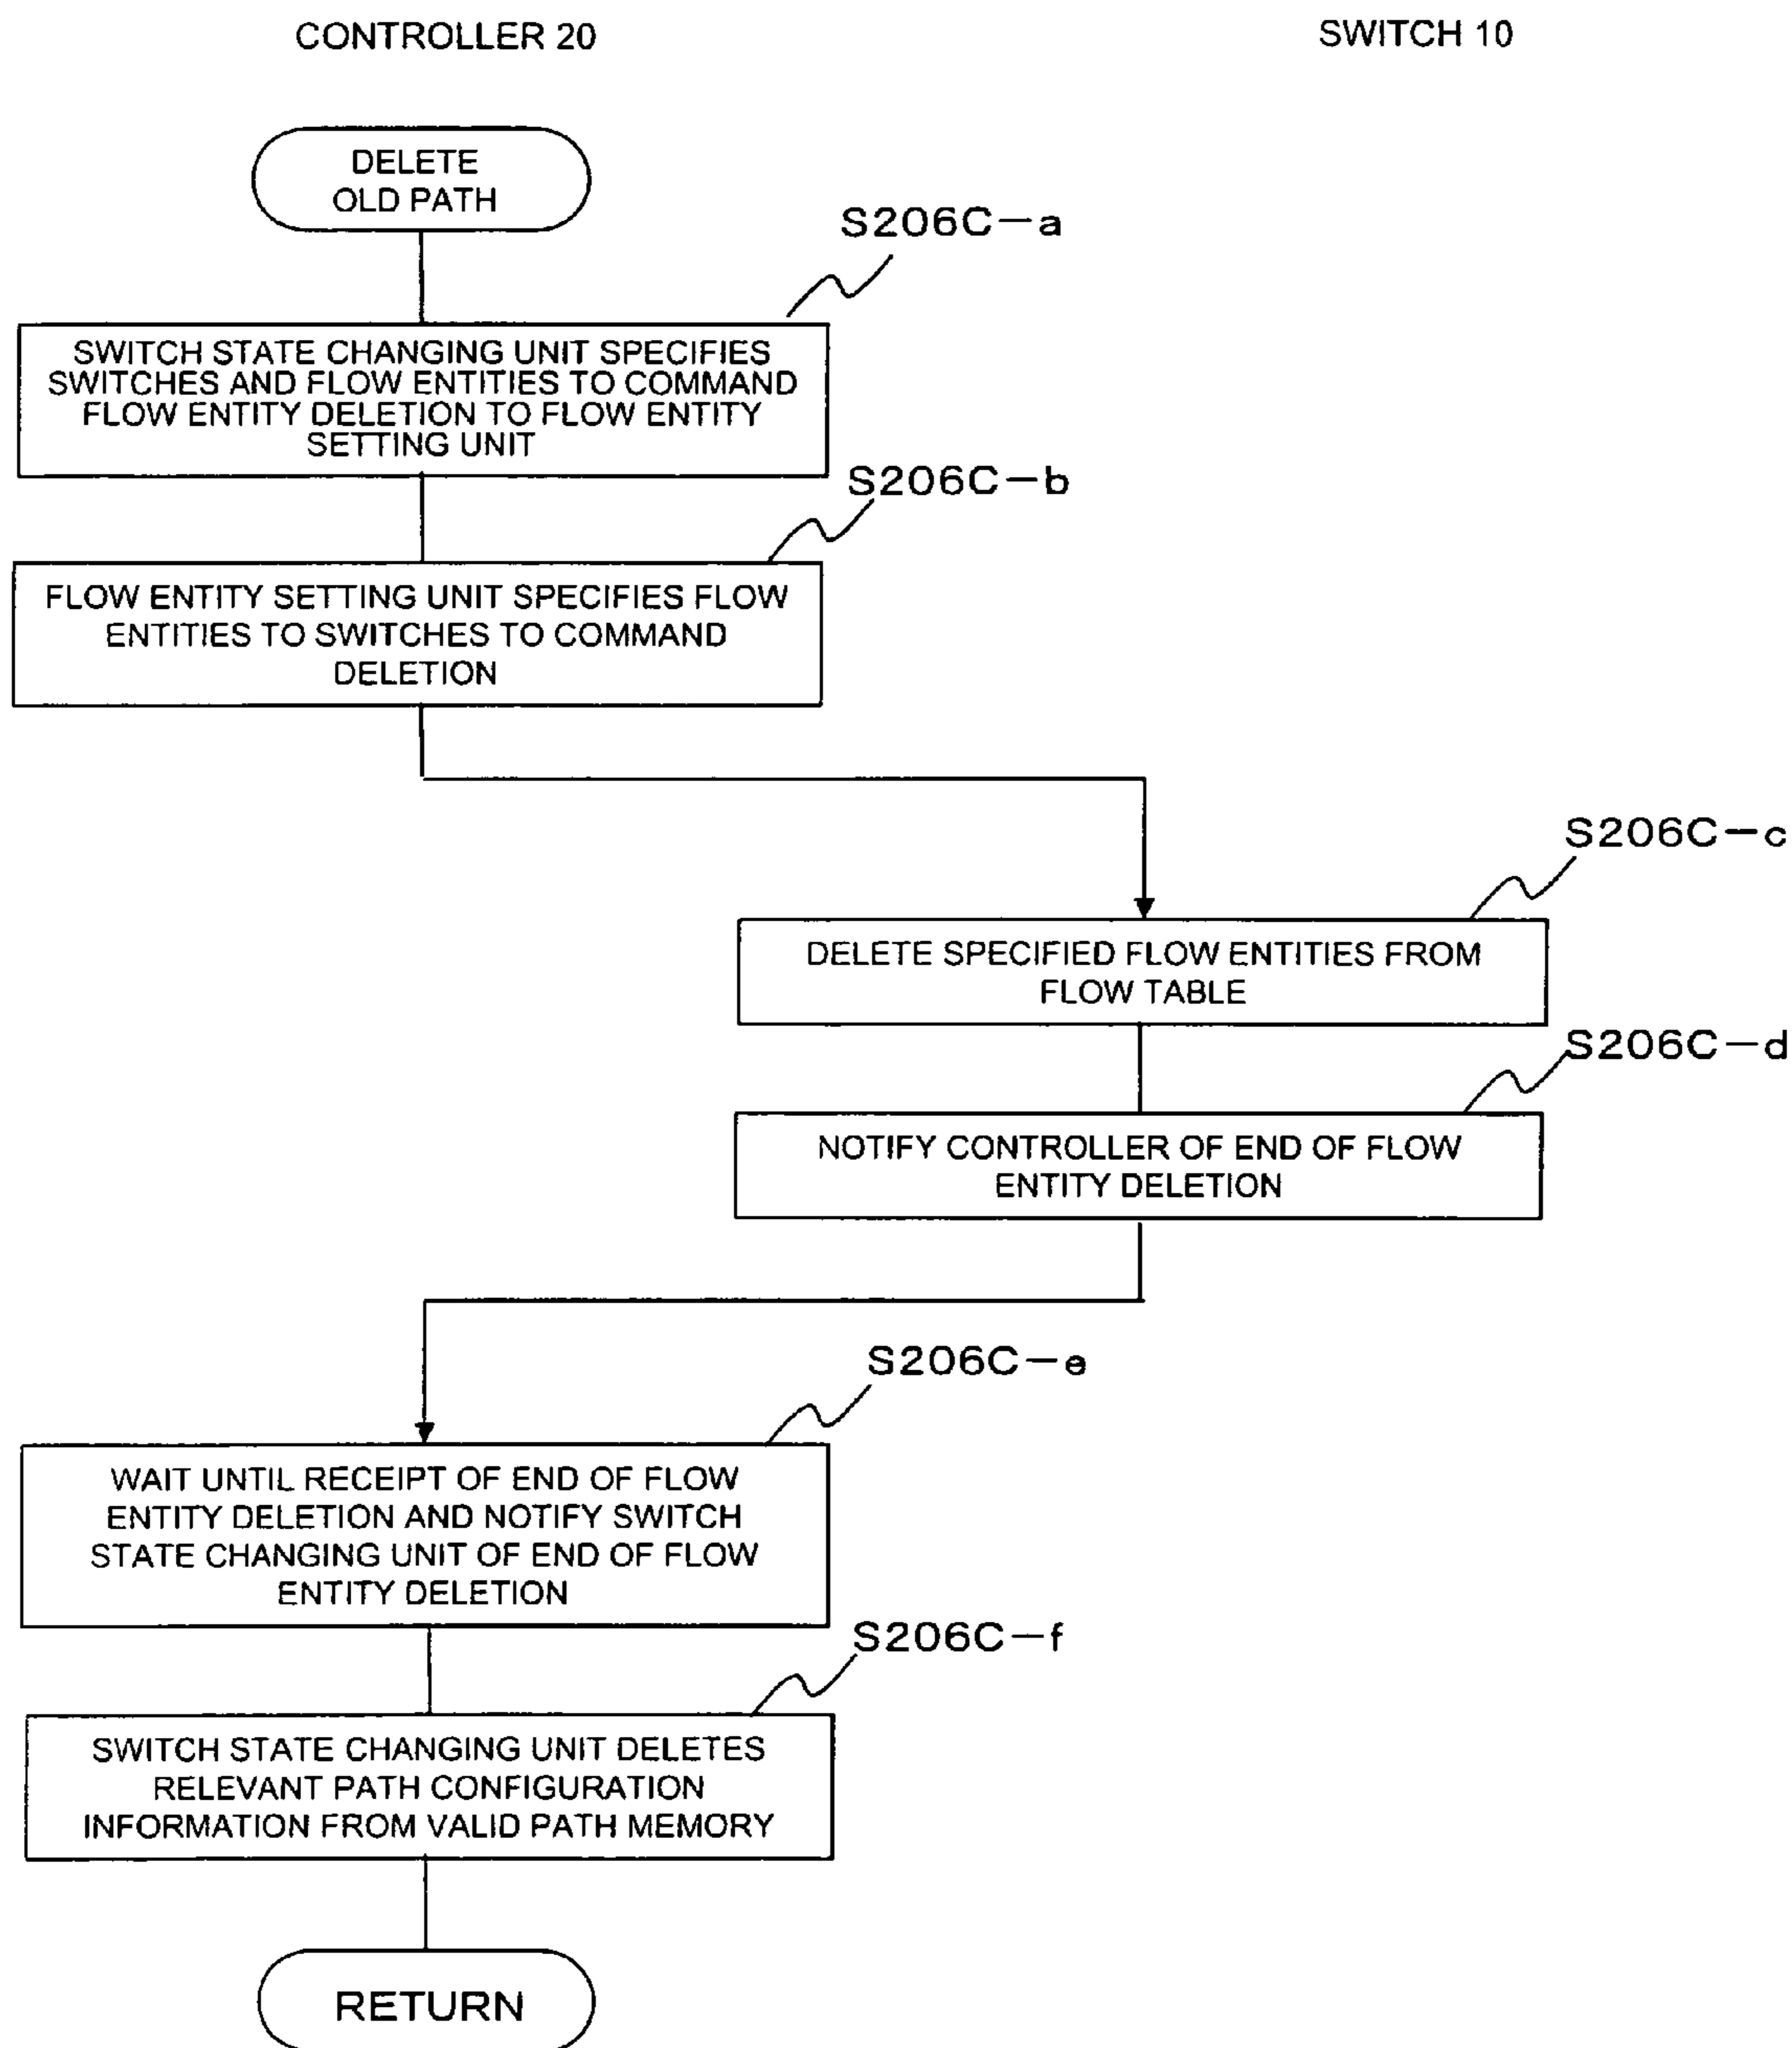 CONTROLLER 20
SWITCH 10
DELETE
OLD PATH
S206C-a
SWITCH STATE CHANGING UNIT SPECIFIES
SWITCHES AND FLOW ENTITIES TO COMMAND
FLOW ENTITY DELETION TO FLOW ENTITY
SETTING UNIT
S206C-b
FLOW ENTITY SETTING UNIT SPECIFIES FLOW
ENTITIES TO SWITCHES TO COMMAND
DELETION
S206C-c
DELETE SPECIFIED FLOW ENTITIES FROM
FLOW TABLE
S206C-d
NOTIFY CONTROLLER OF END OF FLOW
ENTITY DELETION
S206C-e
WAIT UNTIL RECEIPT OF END OF FLOW
ENTITY DELETION AND NOTIFY SWITCH
STATE CHANGING UNIT OF END OF FLOW
ENTITY DELETION
S206C-f
SWITCH STATE CHANGING UNIT DELETES
RELEVANT PATH CONFIGURATION
INFORMATION FROM VALID PATH MEMORY
RETURN